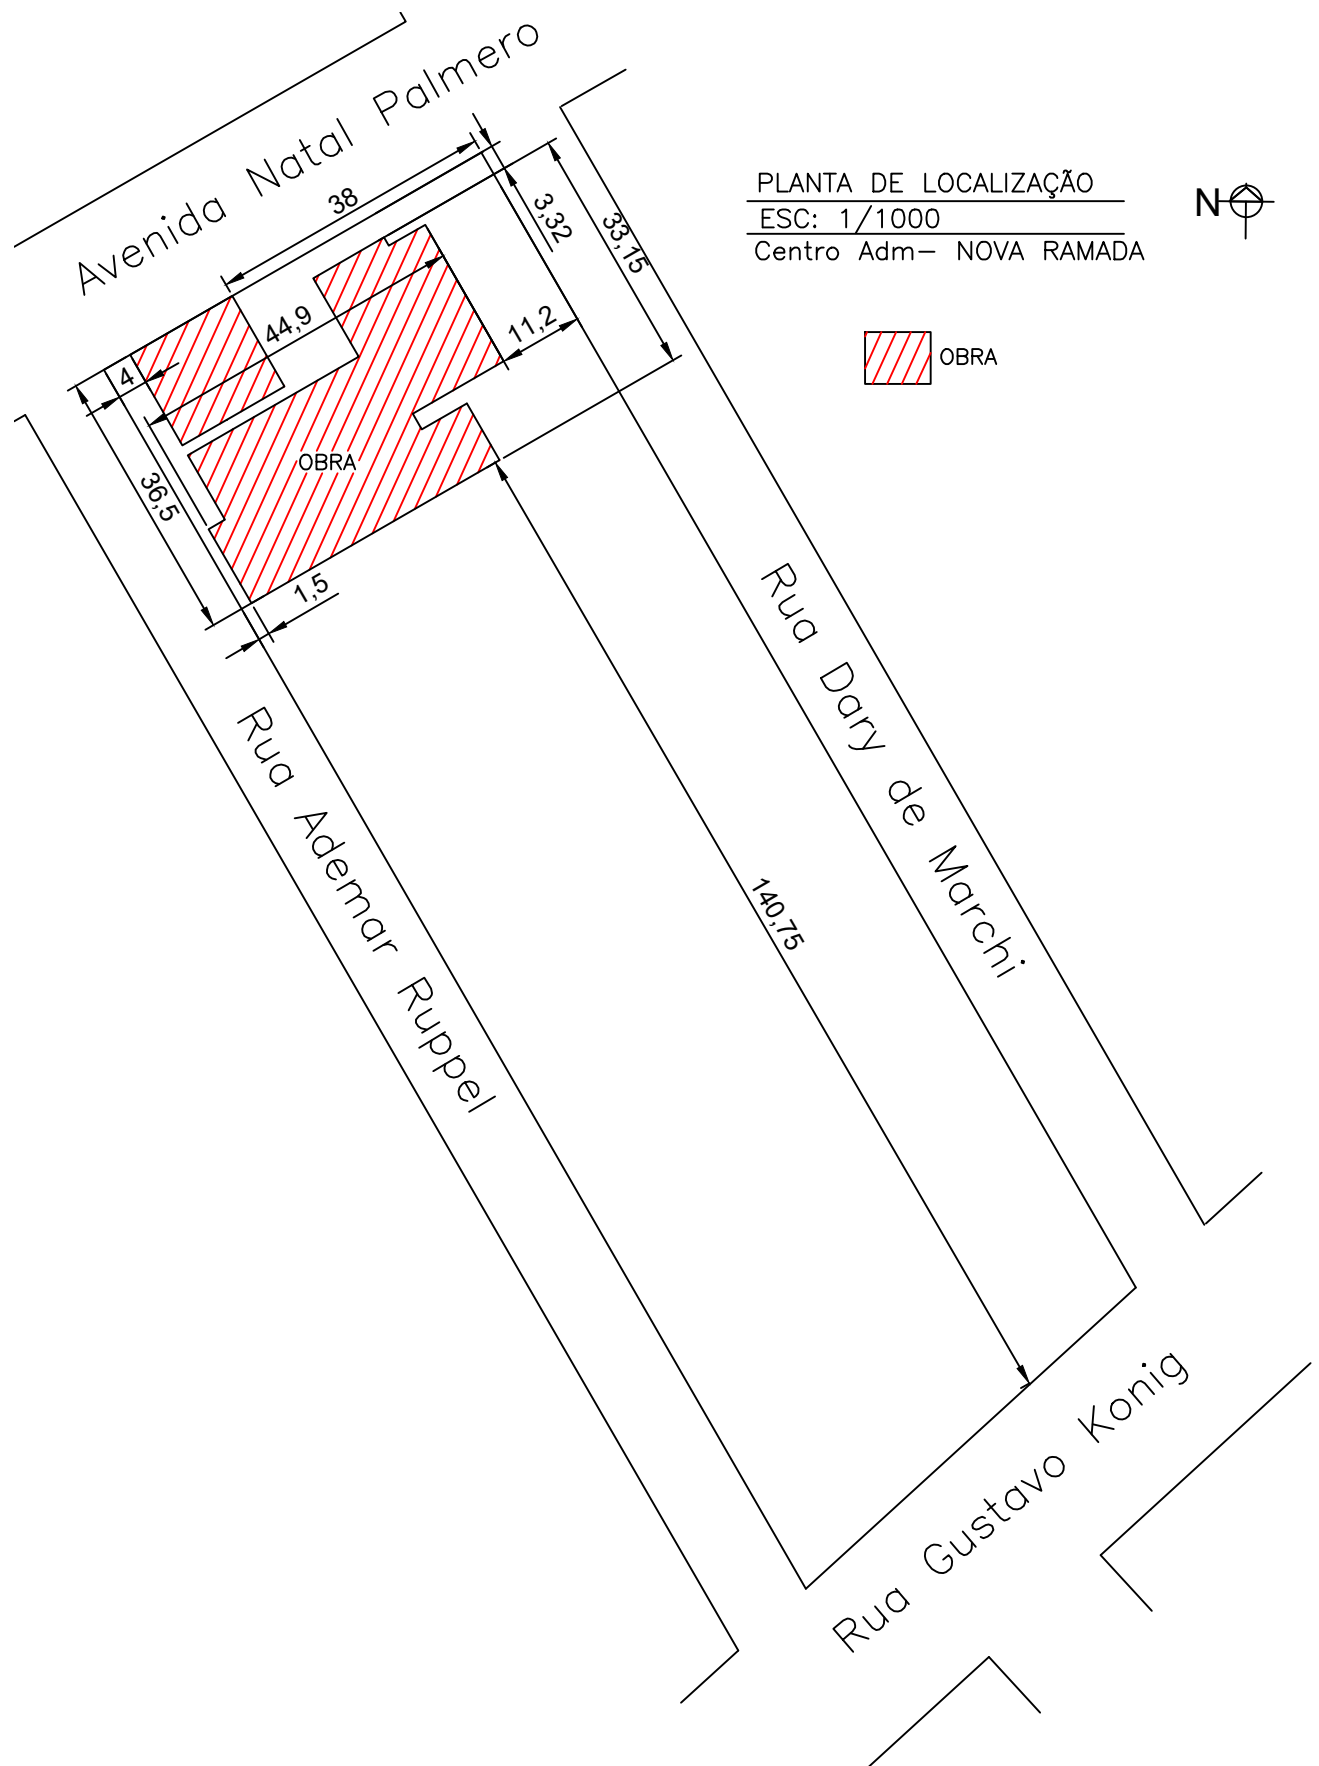 Avenida Natal Palmero
PLANTA DE LOCALIZAÇÃO
ESC: 1/1000
Centro Adm- NOVA RAMADA
N
OBRA
38
3,32
33,15
44,9
11,2
4
36,5
OBRA
1,5
Rua Dary de Marchi
Rua Ademar Ruppel
140,75
Rua Gustavo Konig